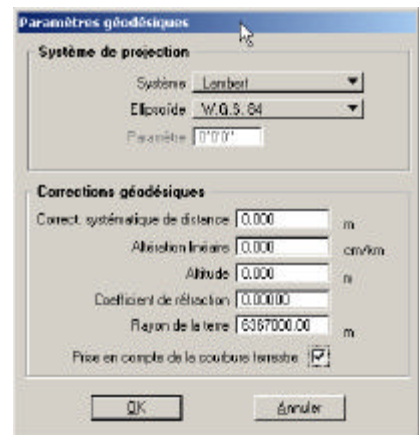 Paramètres géodésiques
Système de projection
Système Lambert
Ellipsoïde W.G.S. 84
Paramètre 0°0'0"
Corrections géodésiques
Correct. systématique de distance 0.000 m
Altération linéaire 0.000 cm/km
Altitude 0.000 m
Coefficient de réfraction 0.00000
Rayon de la terre 6367000.00 m
Prise en compte de la courbure terrestre
OK Annuler